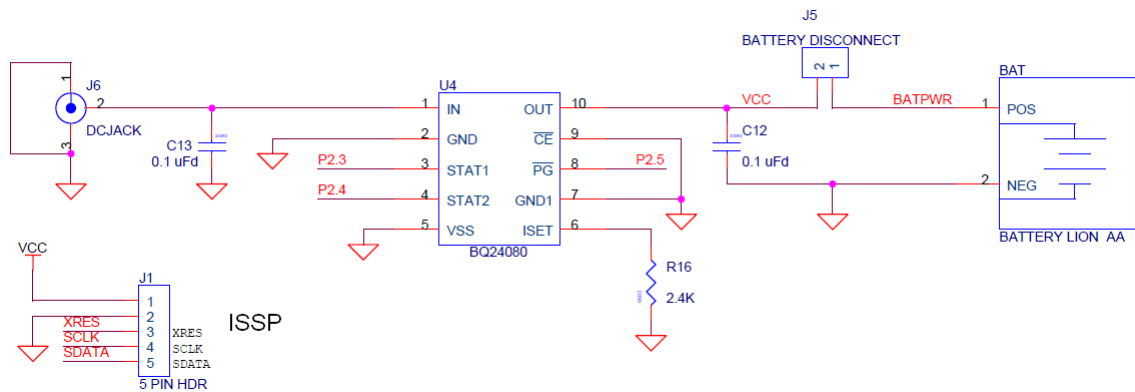 J5
BATTERY DISCONNECT
2 1
J6
1
2
3
DCJACK
C13
0.1 uFd
U4
1 IN
2 GND
3 STAT1
4 STAT2
5 VSS
OUT 10
CE 9
PG 8
GND1 7
ISET 6
BQ24080
P2.3
P2.4
P2.5
VCC
C12
0.1 uFd
BATPWR
BAT
1 POS
2 NEG
BATTERY LION AA
R16
2.4K
VCC
J1
1
2
XRES 3 XRES
SCLK 4 SCLK
SDATA 5 SDATA
5 PIN HDR
ISSP